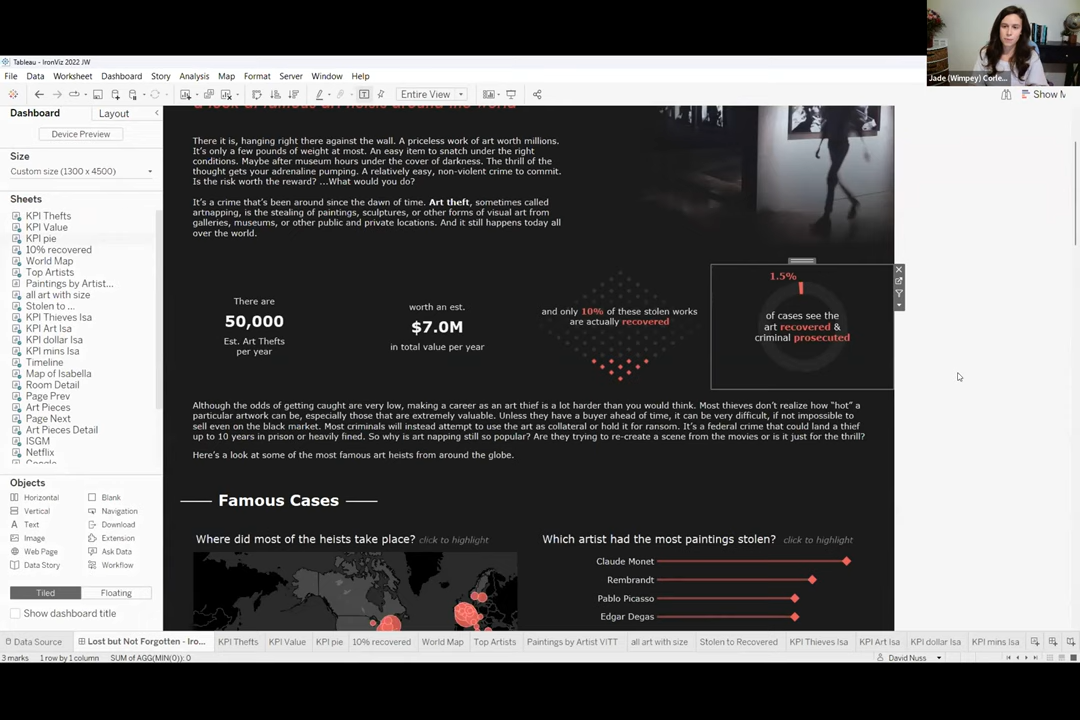 Jade (Wimpey) Corle...
Tableau - IronViz 2022 JW
File Data Worksheet Dashboard Story Analysis Map Format Server Window Help
Entire View
Show M
Dashboard Layout
Device Preview
Size
Custom size (1300 x 4500)
Sheets
KPI Thefts
KPI Value
KPI pie
10% recovered
World Map
Top Artists
Paintings by Artist...
all art with size
Stolen to ...
KPI Thieves Isa
KPI Art Isa
KPI dollar Isa
KPI mins Isa
Timeline
Map of Isabella
Room Detail
Page Prev
Art Pieces
Page Next
Art Pieces Detail
ISGM
Netflix
Google
Objects
Horizontal Blank
Vertical Navigation
Text Download
Image Extension
Web Page Ask Data
Data Story Workflow
Tiled Floating
Show dashboard title
a look at famous art heists around the world
There it is, hanging right there against the wall. A priceless work of art worth millions.
It's only a few pounds of weight at most. An easy item to snatch under the right
conditions. Maybe after museum hours under the cover of darkness. The thrill of the
thought gets your adrenaline pumping. A relatively easy, non-violent crime to commit.
Is the risk worth the reward? ...What would you do?
It's a crime that's been around since the dawn of time. Art theft, sometimes called
artnapping, is the stealing of paintings, sculptures, or other forms of visual art from
galleries, museums, or other public and private locations. And it still happens today all
over the world.
There are
50,000
Est. Art Thefts
per year
worth an est.
$7.0M
in total value per year
and only 10% of these stolen works
are actually recovered
1.5%
of cases see the
art recovered &
criminal prosecuted
Although the odds of getting caught are very low, making a career as an art thief is a lot harder than you would think. Most thieves don't realize how "hot" a
particular artwork can be, especially those that are extremely valuable. Unless they have a buyer ahead of time, it can be very difficult, if not impossible to
sell even on the black market. Most criminals will instead attempt to use the art as collateral or hold it for ransom. It's a federal crime that could land a thief
up to 10 years in prison or heavily fined. So why is art napping still so popular? Are they trying to re-create a scene from the movies or is it just for the thrill?
Here's a look at some of the most famous art heists from around the globe.
Famous Cases
Where did most of the heists take place? click to highlight
Which artist had the most paintings stolen? click to highlight
Claude Monet
Rembrandt
Pablo Picasso
Edgar Degas
Data Source Lost but Not Forgotten - Iro... KPI Thefts KPI Value KPI pie 10% recovered World Map Top Artists Paintings by Artist VITT all art with size Stolen to Recovered KPI Thieves Isa KPI Art Isa KPI dollar Isa KPI mins Isa
3 marks 1 row by 1 column SUM of AGG(MIN(0)): 0 David Nuss